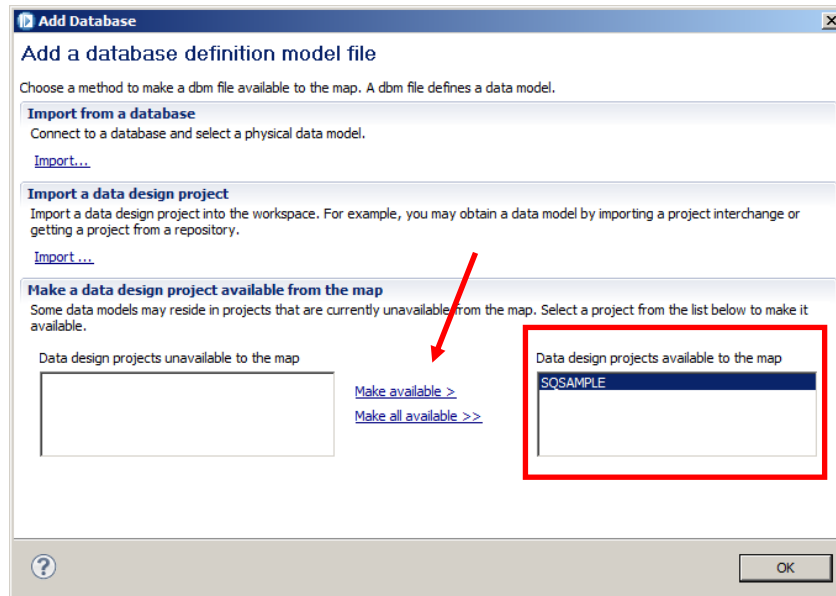 Add Database
Add a database definition model file
Choose a method to make a dbm file available to the map. A dbm file defines a data model.
Import from a database
Connect to a database and select a physical data model.
Import...
Import a data design project
Import a data design project into the workspace. For example, you may obtain a data model by importing a project interchange or
getting a project from a repository.
Import ...
Make a data design project available from the map
Some data models may reside in projects that are currently unavailable from the map. Select a project from the list below to make it
available.
Data design projects unavailable to the map
Make available >
Make all available >>
Data design projects available to the map
SQSAMPLE
?
OK